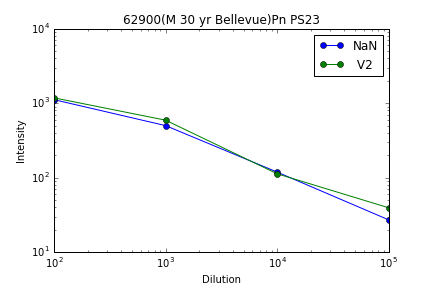 62900(M 30 yr Bellevue)Pn PS23
10^4
NaN
V2
10^3
Intensity
10^2
10^1
10^2 10^3 10^4 10^5
Dilution